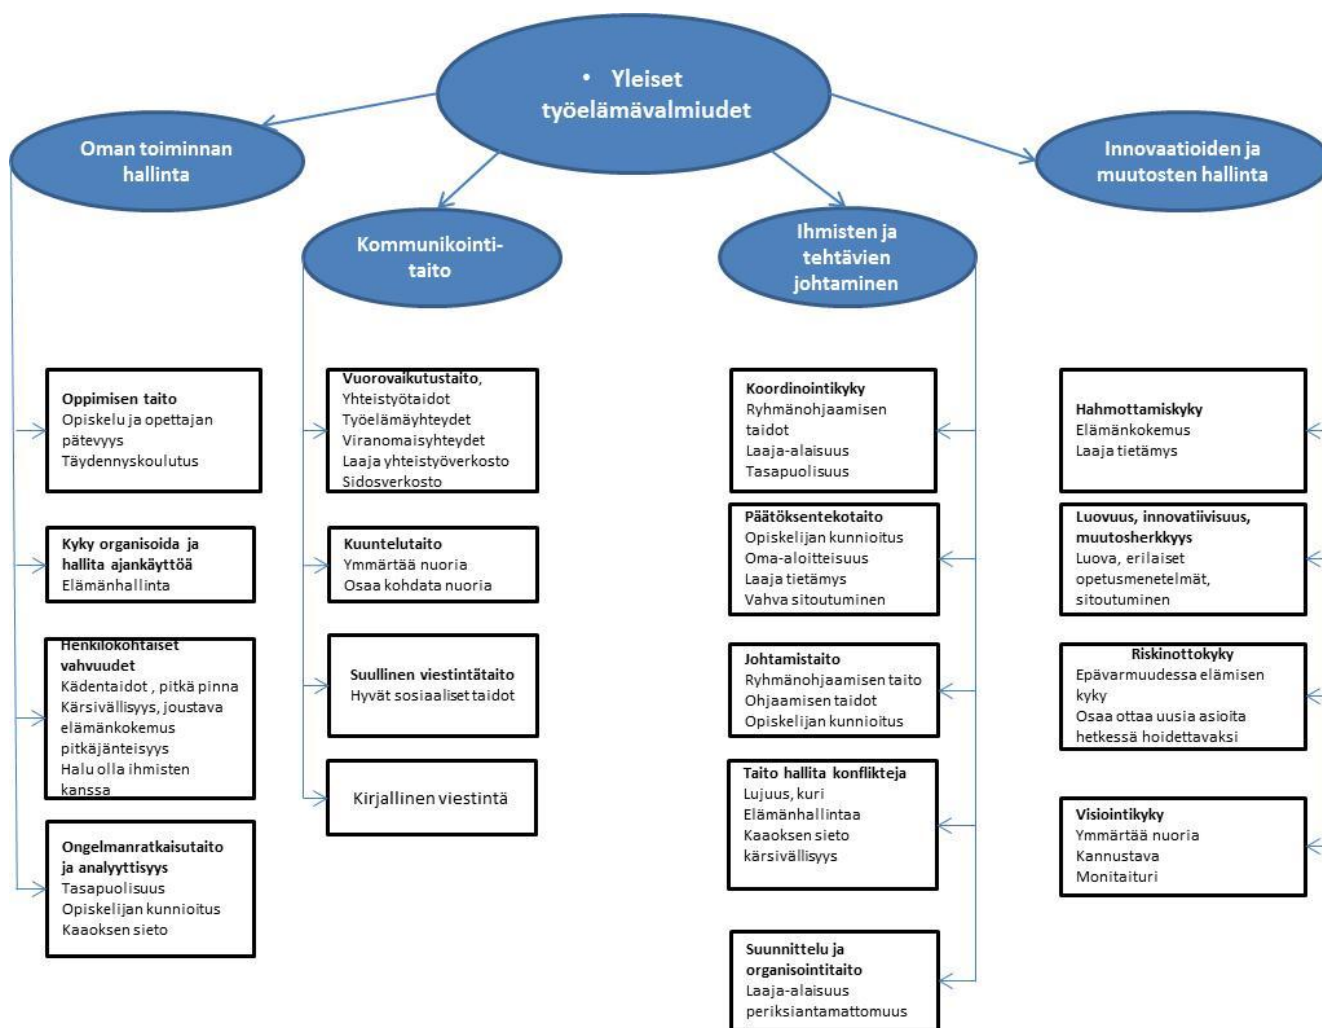 • Yleiset
työelämävalmiudet
Oman toiminnan
hallinta
Kommunikointi-
taito
Ihmisten ja
tehtävien
johtaminen
Innovaatioiden ja
muutosten hallinta
Oppimisen taito
Opiskelu ja opettajan
pätevyys
Täydennyskoulutus
Kyky organisoida ja
hallita ajankäyttöä
Elämänhallinta
Henkilökohtaiset
vahvuudet
Kädentaidot , pitkä pinna
Kärsivällisyys, joustava
elämänkokemus
pitkäjänteisyys
Halu olla ihmisten
kanssa
Ongelmanratkaisutaito
ja analyyttisyys
Tasapuolisuus
Opiskelijan kunnioitus
Kaaoksen sieto
Vuorovaikutustaito,
Yhteistyötaidot
Työelämäyhteydet
Viranomaisyhteydet
Laaja yhteistyöverkosto
Sidosverkosto
Kuuntelutaito
Ymmärtää nuoria
Osaa kohdata nuoria
Suullinen viestintätaito
Hyvät sosiaaliset taidot
Kirjallinen viestintä
Koordinointikyky
Ryhmänohjaamisen
taidot
Laaja-alaisuus
Tasapuolisuus
Päätöksentekotaito
Opiskelijan kunnioitus
Oma-aloitteisuus
Laaja tietämys
Vahva sitoutuminen
Johtamistaito
Ryhmänohjaamisen taito
Ohjaamisen taidot
Opiskelijan kunnioitus
Taito hallita konflikteja
Lujuus, kuri
Elämänhallintaa
Kaaoksen sieto
kärsivällisyys
Suunnittelu ja
organisointitaito
Laaja-alaisuus
periksiantamattomuus
Hahmottamiskyky
Elämänkokemus
Laaja tietämys
Luovuus, innovatiivisuus,
muutosherkkyys
Luova, erilaiset
opetusmenetelmät,
sitoutuminen
Riskinottokyky
Epävarmuudessa elämisen
kyky
Osaa ottaa uusia asioita
hetkessä hoidettavaksi
Visiointikyky
Ymmärtää nuoria
Kannustava
Monitaituri